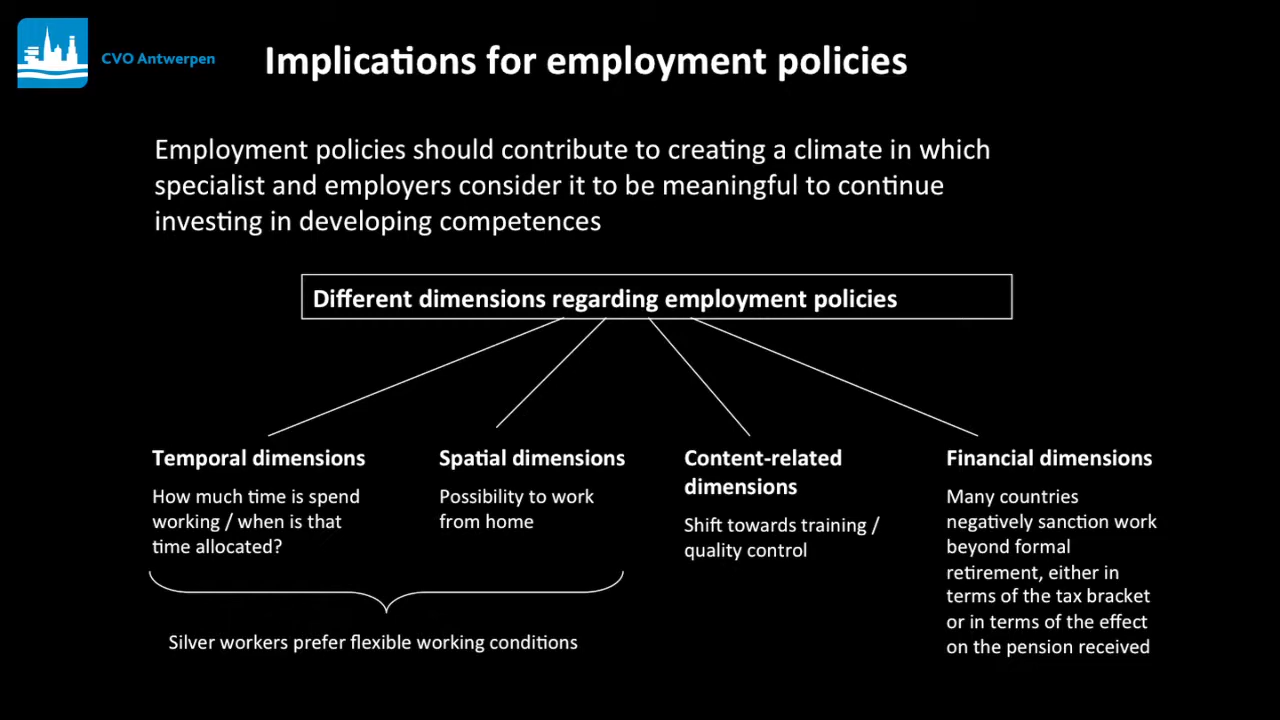 CVO Antwerpen
Implications for employment policies
Employment policies should contribute to creating a climate in which
specialist and employers consider it to be meaningful to continue
investing in developing competences
Different dimensions regarding employment policies
Temporal dimensions
How much time is spend
working / when is that
time allocated?
Spatial dimensions
Possibility to work
from home
Silver workers prefer flexible working conditions
Content-related
dimensions
Shift towards training /
quality control
Financial dimensions
Many countries
negatively sanction work
beyond formal
retirement, either in
terms of the tax bracket
or in terms of the effect
on the pension received